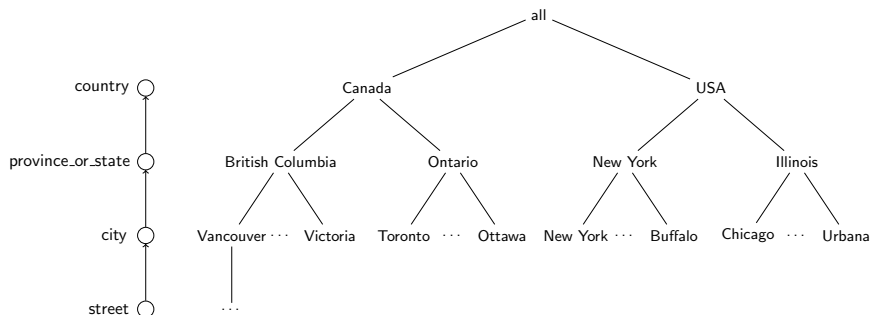 all
country Canada USA
province_or_state British Columbia Ontario New York Illinois
city Vancouver ··· Victoria Toronto ··· Ottawa New York ··· Buffalo Chicago ··· Urbana
street ···